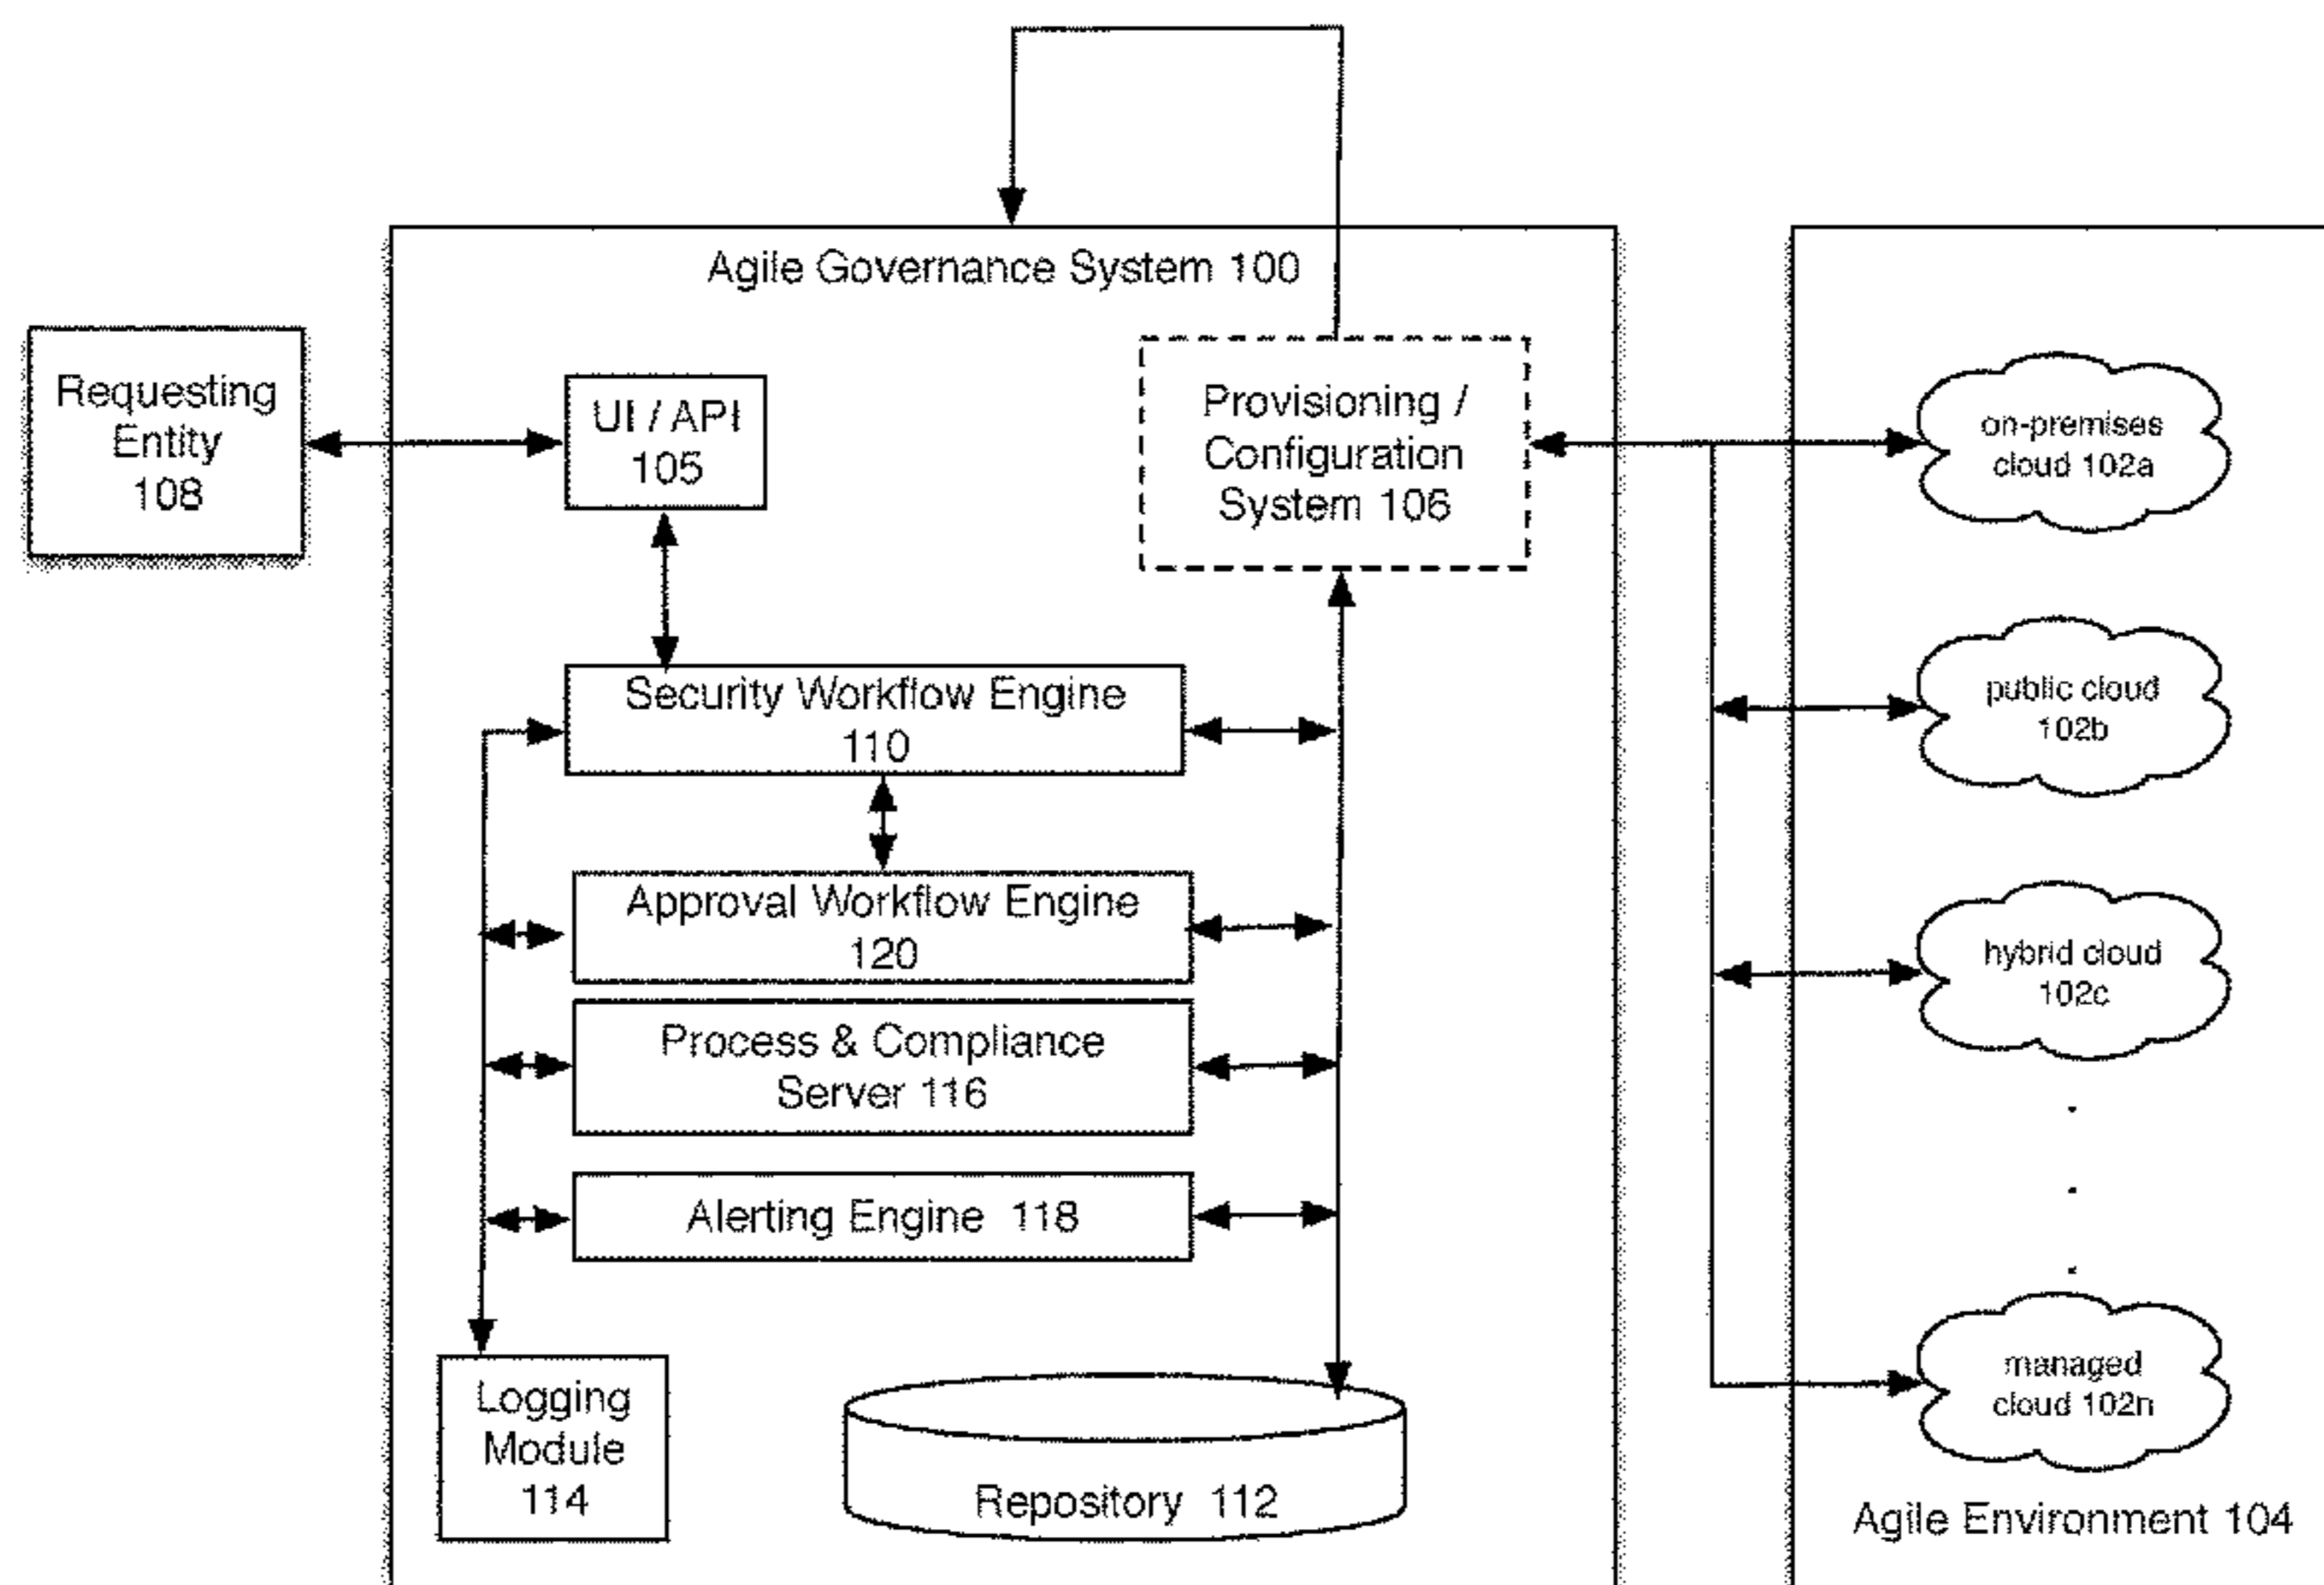 Agile Governance System 100
Requesting
Entity
108
UI / API
105
Provisioning /
Configuration
System 106
Security Workflow Engine
110
Approval Workflow Engine
120
Process & Compliance
Server 116
Alerting Engine 118
Logging
Module
114
Repository 112
on-premises
cloud 102a
public cloud
102b
hybrid cloud
102c
managed
cloud 102n
Agile Environment 104